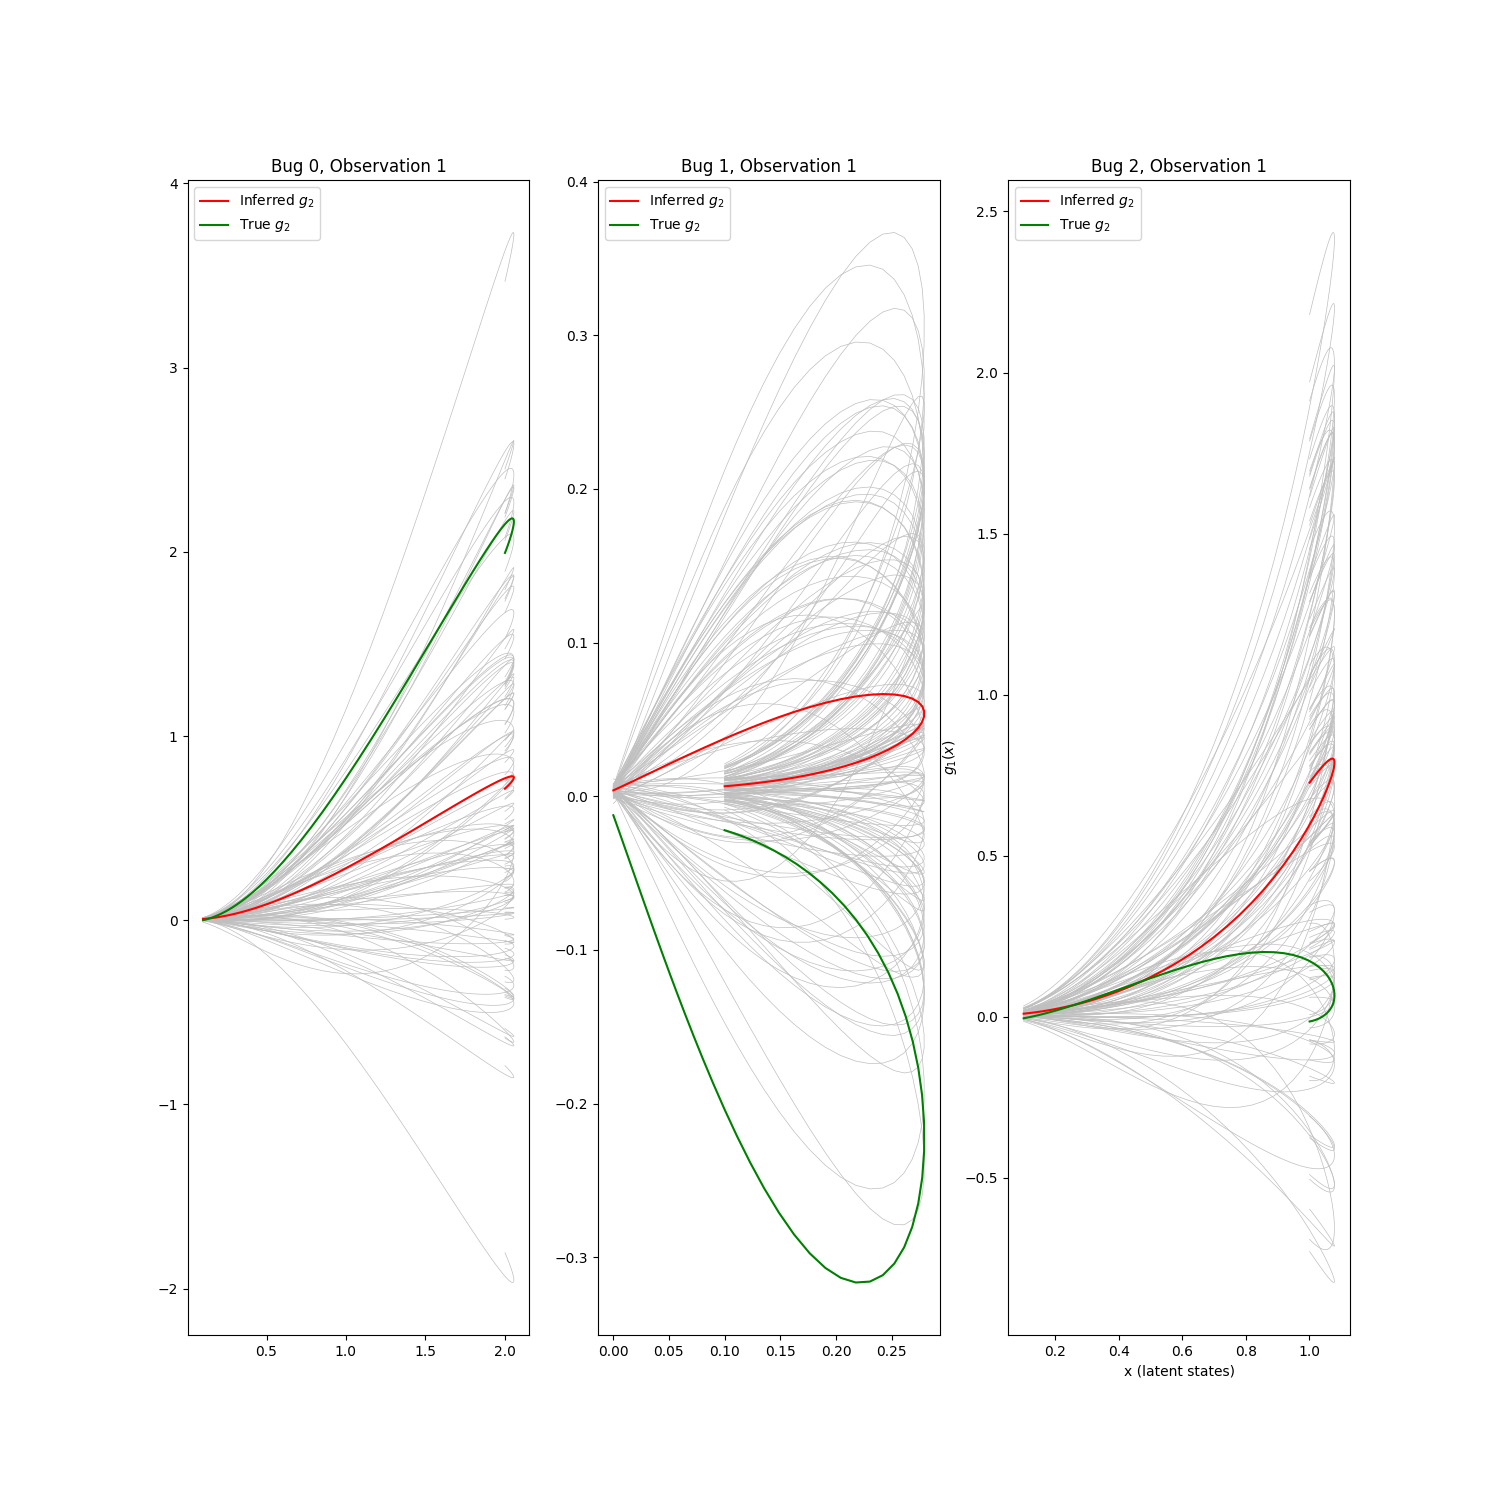 Bug 0, Observation 1
Inferred g₂
True g₂
4
3
2
1
0
−1
−2
0.5 1.0 1.5 2.0
Bug 1, Observation 1
Inferred g₂
True g₂
0.4
0.3
0.2
0.1
0.0
−0.1
−0.2
−0.3
0.00 0.05 0.10 0.15 0.20 0.25
Bug 2, Observation 1
Inferred g₂
True g₂
g₁(x)
2.5
2.0
1.5
1.0
0.5
0.0
−0.5
0.2 0.4 0.6 0.8 1.0
x (latent states)